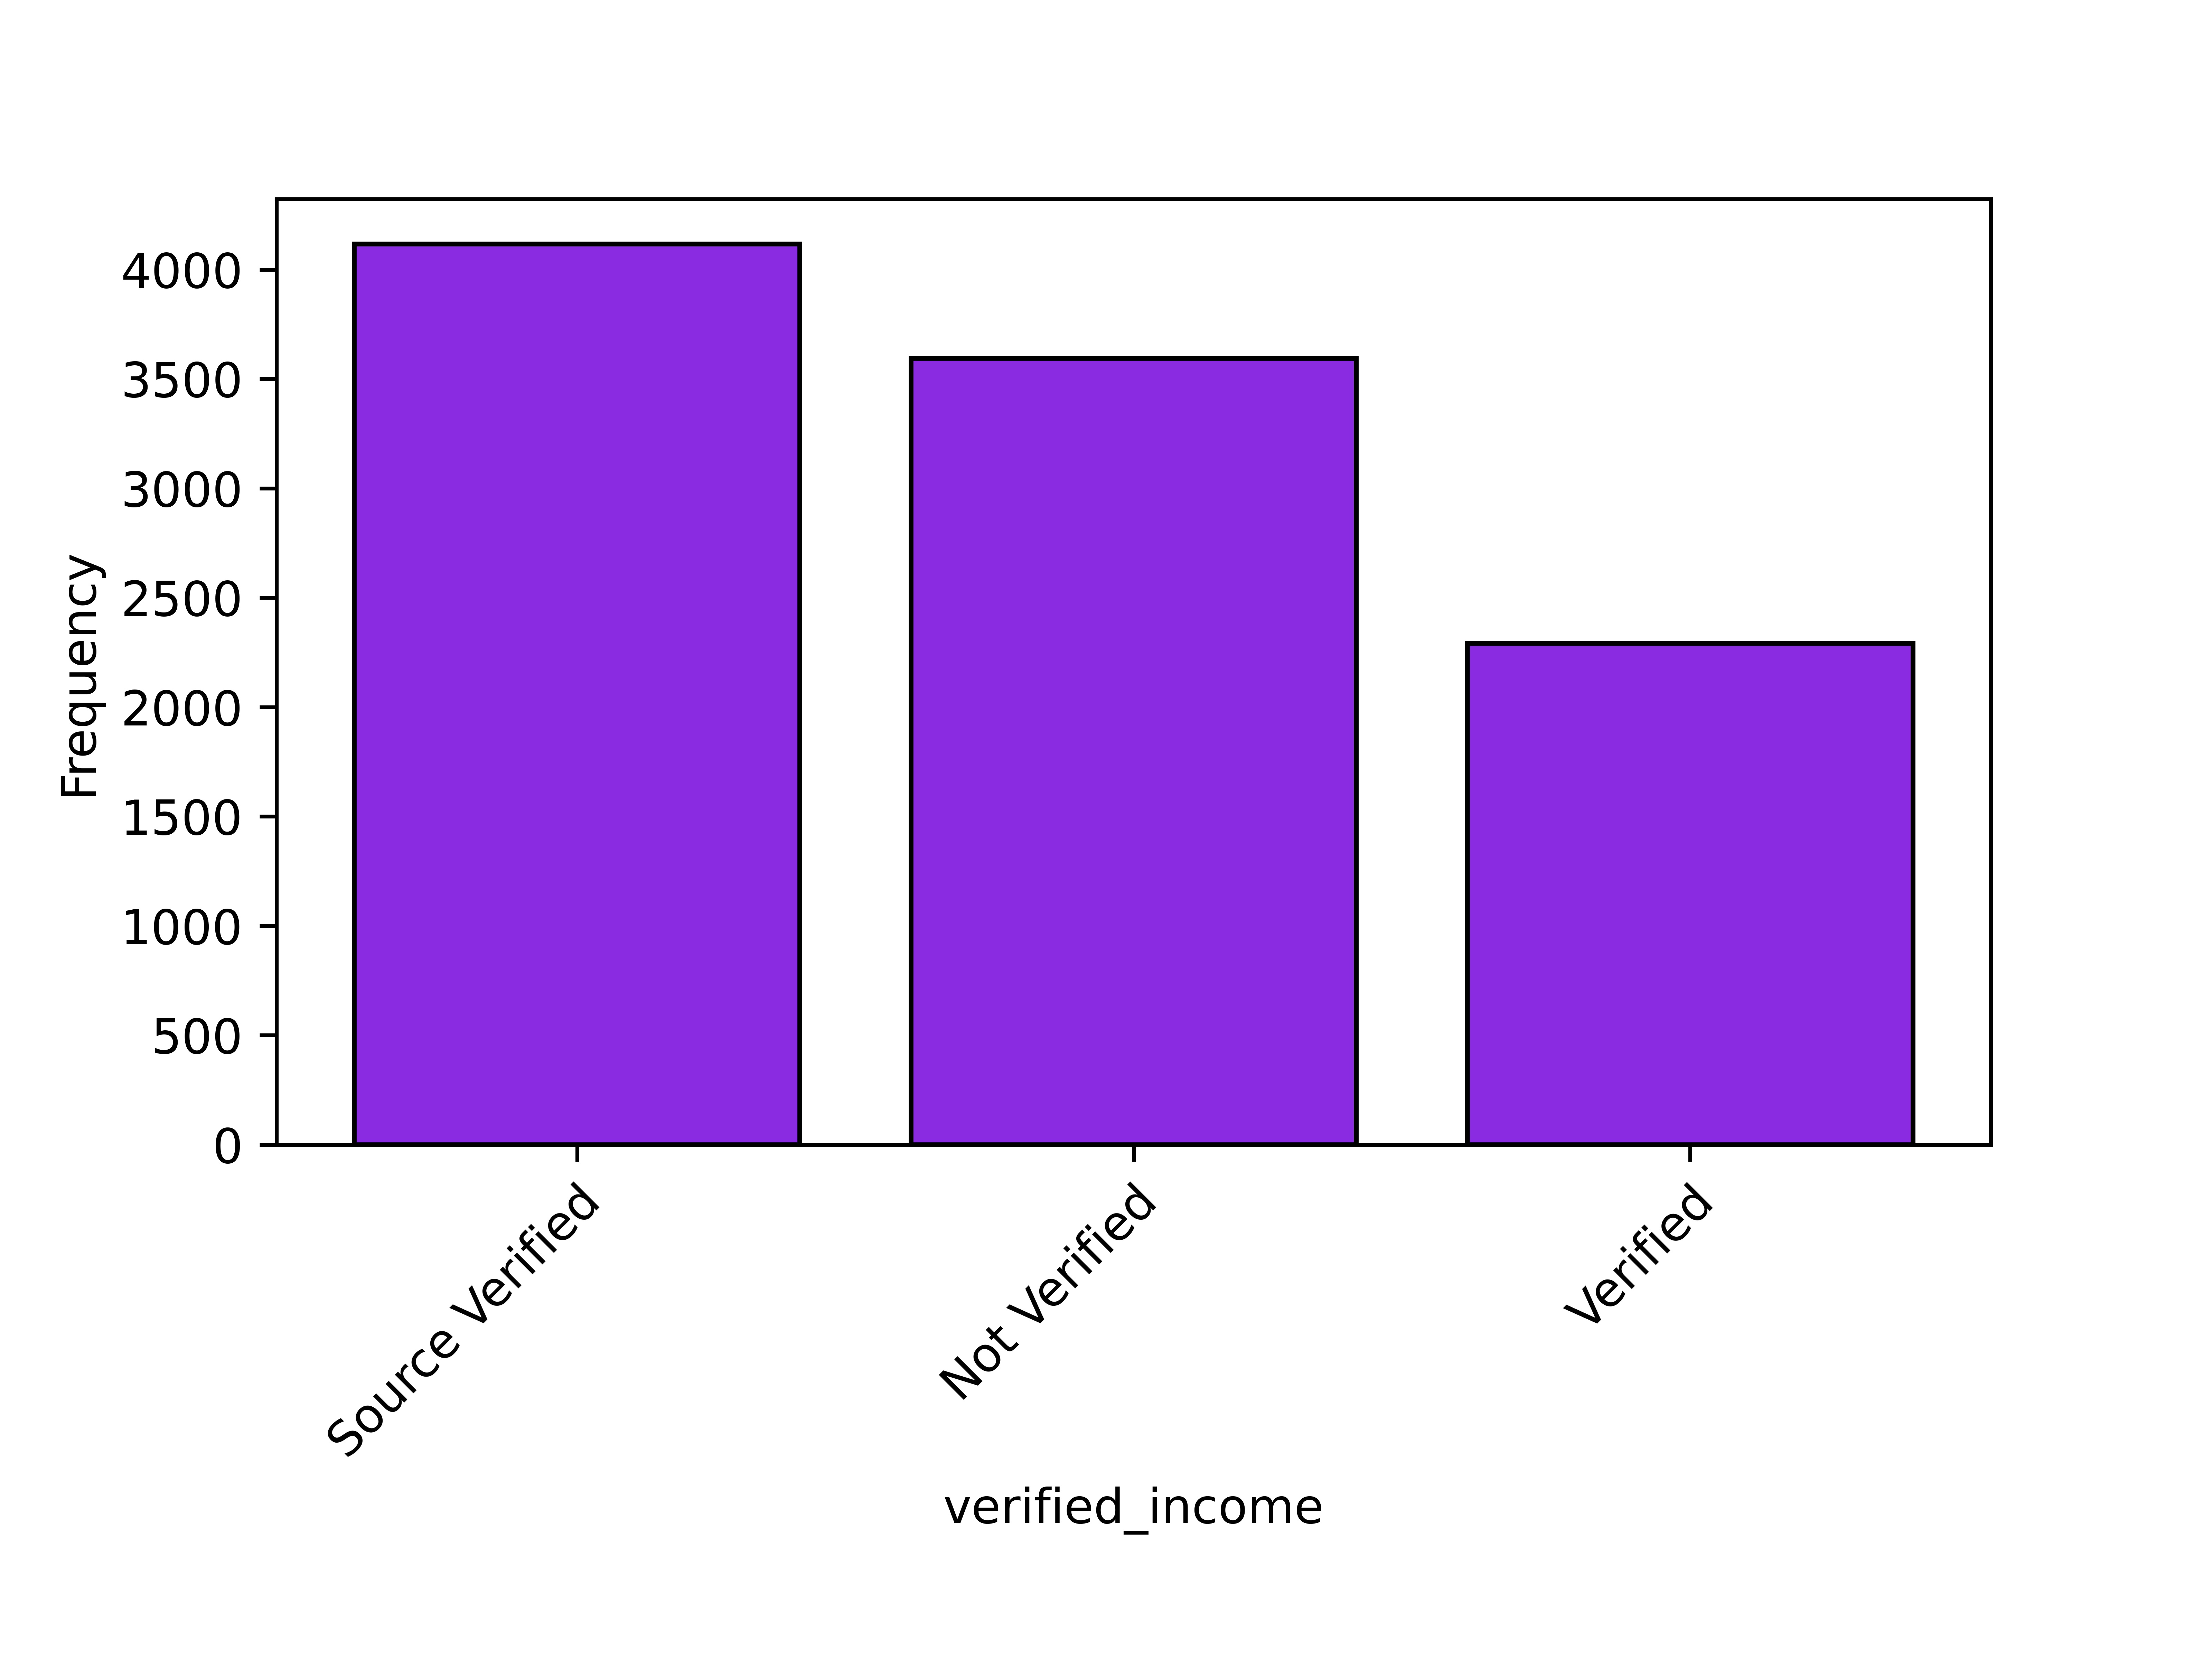 4000
3500
3000
2500
2000
1500
1000
500
0
Frequency
Source Verified
Not Verified
Verified
verified_income